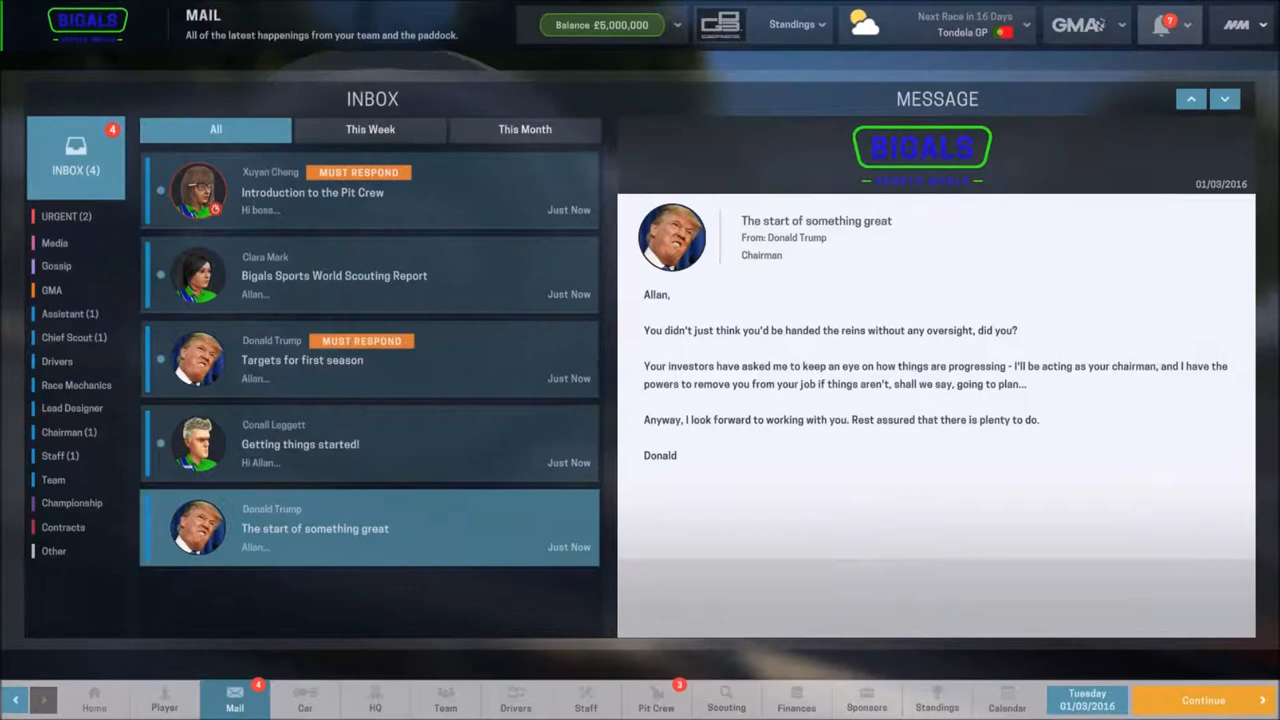 BIGALS
SPORTS WORLD
MAIL
All of the latest happenings from your team and the paddock.
Balance £5,000,000
Standings
Next Race in 16 Days
Tondela GP
GMA
7
INBOX
MESSAGE
4
INBOX (4)
All
This Week
This Month
URGENT (2)
Media
Gossip
GMA
Assistant (1)
Chief Scout (1)
Drivers
Race Mechanics
Lead Designer
Chairman (1)
Staff (1)
Team
Championship
Contracts
Other
Xuyan Cheng
MUST RESPOND
Introduction to the Pit Crew
Hi boss...
Just Now
Clara Mark
Bigals Sports World Scouting Report
Allan...
Just Now
Donald Trump
MUST RESPOND
Targets for first season
Allan...
Just Now
Conall Leggett
Getting things started!
Hi Allan...
Just Now
Donald Trump
The start of something great
Allan...
Just Now
BIGALS
SPORTS WORLD
01/03/2016
The start of something great
From: Donald Trump
Chairman
Allan,
You didn't just think you'd be handed the reins without any oversight, did you?
Your investors have asked me to keep an eye on how things are progressing - I'll be acting as your chairman, and I have the
powers to remove you from your job if things aren't, shall we say, going to plan...
Anyway, I look forward to working with you. Rest assured that there is plenty to do.
Donald
Home
Player
4
Mail
Car
HQ
Team
Drivers
Staff
3
Pit Crew
Scouting
Finances
Sponsors
Standings
Calendar
Tuesday
01/03/2016
Continue